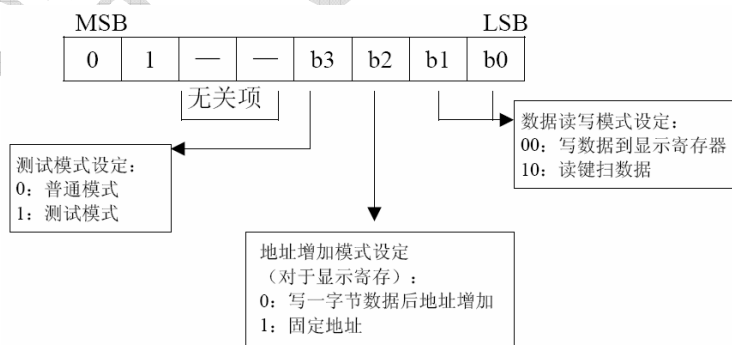 MSB LSB
0 1 — — b3 b2 b1 b0
无关项
数据读写模式设定：
00：写数据到显示寄存器
10：读键扫数据
测试模式设定：
0：普通模式
1：测试模式
地址增加模式设定
（对于显示寄存）：
0：写一字节数据后地址增加
1：固定地址